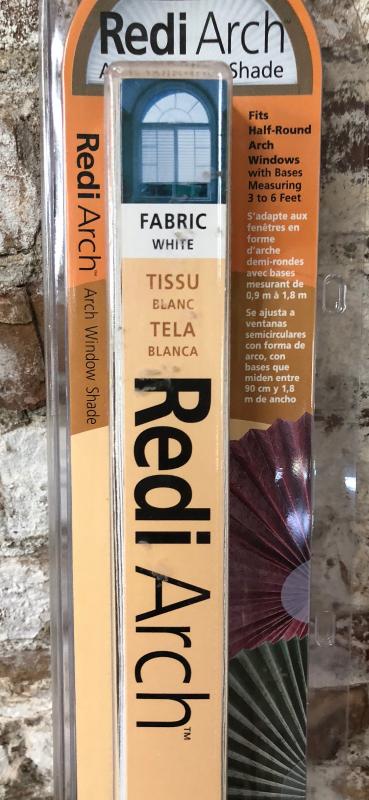 Redi Arch™
A Shade
Redi Arch™ Arch Window Shade
FABRIC
WHITE
TISSU
BLANC
TELA
BLANCA
Redi Arch™
Fits
Half-Round
Arch
Windows
with Bases
Measuring
3 to 6 Feet
S'adapte aux
fenêtres en
forme
d'arche
demi-rondes
avec bases
mesurant de
0,9 m à 1,8 m
Se ajusta a
ventanas
semicirculares
con forma de
arco, con
bases que
miden entre
90 cm y 1,8
m de ancho